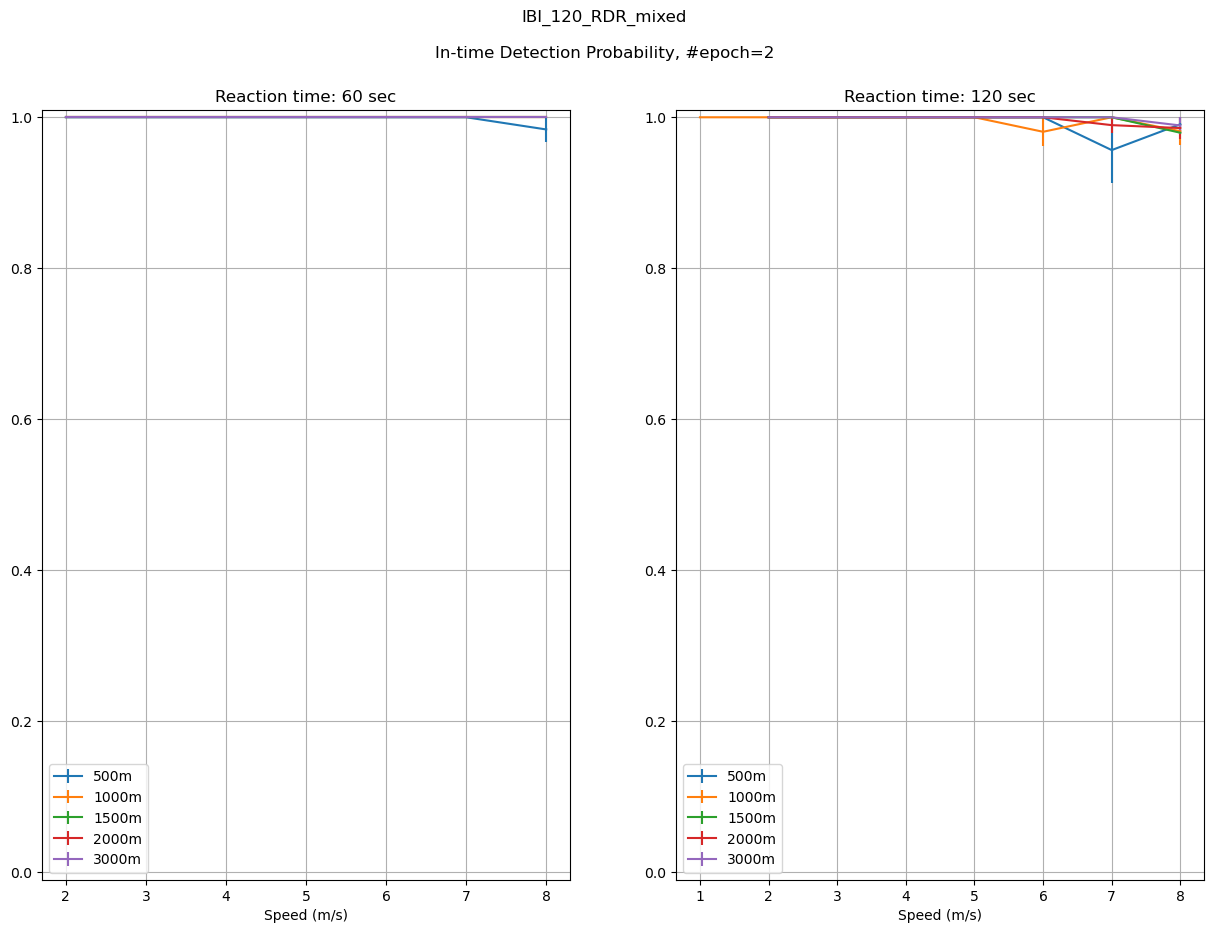 IBI_120_RDR_mixed
In-time Detection Probability, #epoch=2
Reaction time: 60 sec
1.0
0.8
0.6
0.4
0.2
0.0
500m
1000m
1500m
2000m
3000m
2 3 4 5 6 7 8
Speed (m/s)
Reaction time: 120 sec
1.0
0.8
0.6
0.4
0.2
0.0
500m
1000m
1500m
2000m
3000m
1 2 3 4 5 6 7 8
Speed (m/s)